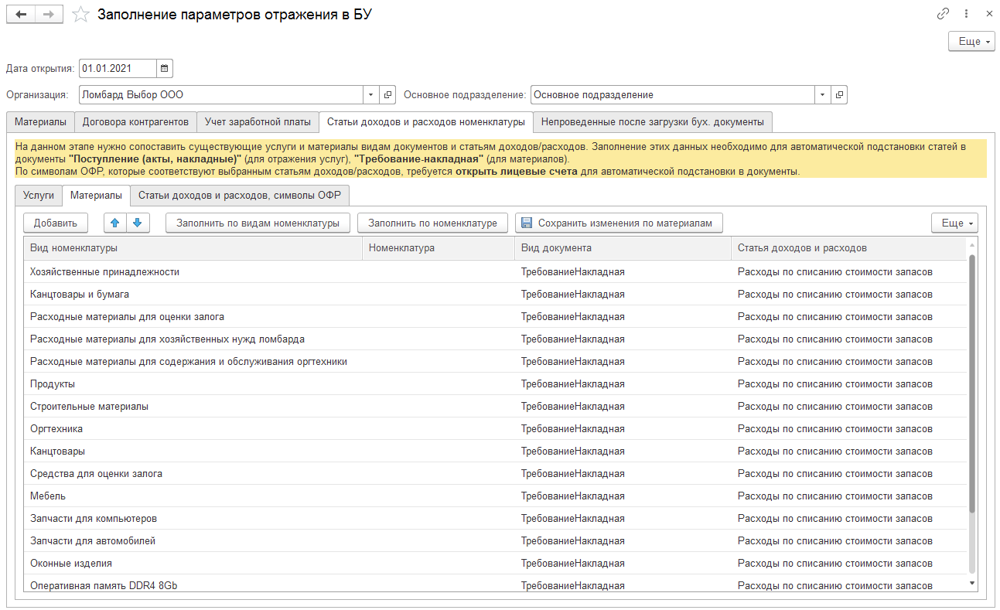 Заполнение параметров отражения в БУ
Еще
Дата открытия: 01.01.2021
Организация: Ломбард Выбор ООО Основное подразделение: Основное подразделение
Материалы Договора контрагентов Учет заработной платы Статьи доходов и расходов номенклатуры Непроведенные после загрузки бух. документы
На данном этапе нужно сопоставить существующие услуги и материалы видам документов и статьям доходов/расходов. Заполнение этих данных необходимо для автоматической подстановки статей в
документы "Поступление (акты, накладные)" (для отражения услуг), "Требование-накладная" (для материалов).
По символам ОФР, которые соответствуют выбранным статьям доходов/расходов, требуется открыть лицевые счета для автоматической подстановки в документы.
Услуги Материалы Статьи доходов и расходов, символы ОФР
Добавить Заполнить по видам номенклатуры Заполнить по номенклатуре Сохранить изменения по материалам Еще
Вид номенклатуры Номенклатура Вид документа Статья доходов и расходов
Хозяйственные принадлежности ТребованиеНакладная Расходы по списанию стоимости запасов
Канцтовары и бумага ТребованиеНакладная Расходы по списанию стоимости запасов
Расходные материалы для оценки залога ТребованиеНакладная Расходы по списанию стоимости запасов
Расходные материалы для хозяйственных нужд ломбарда ТребованиеНакладная Расходы по списанию стоимости запасов
Расходные материалы для содержания и обслуживания оргтехники ТребованиеНакладная Расходы по списанию стоимости запасов
Продукты ТребованиеНакладная Расходы по списанию стоимости запасов
Строительные материалы ТребованиеНакладная Расходы по списанию стоимости запасов
Оргтехника ТребованиеНакладная Расходы по списанию стоимости запасов
Канцтовары ТребованиеНакладная Расходы по списанию стоимости запасов
Средства для оценки залога ТребованиеНакладная Расходы по списанию стоимости запасов
Мебель ТребованиеНакладная Расходы по списанию стоимости запасов
Запчасти для компьютеров ТребованиеНакладная Расходы по списанию стоимости запасов
Запчасти для автомобилей ТребованиеНакладная Расходы по списанию стоимости запасов
Оконные изделия ТребованиеНакладная Расходы по списанию стоимости запасов
Оперативная память DDR4 8Gb ТребованиеНакладная Расходы по списанию стоимости запасов